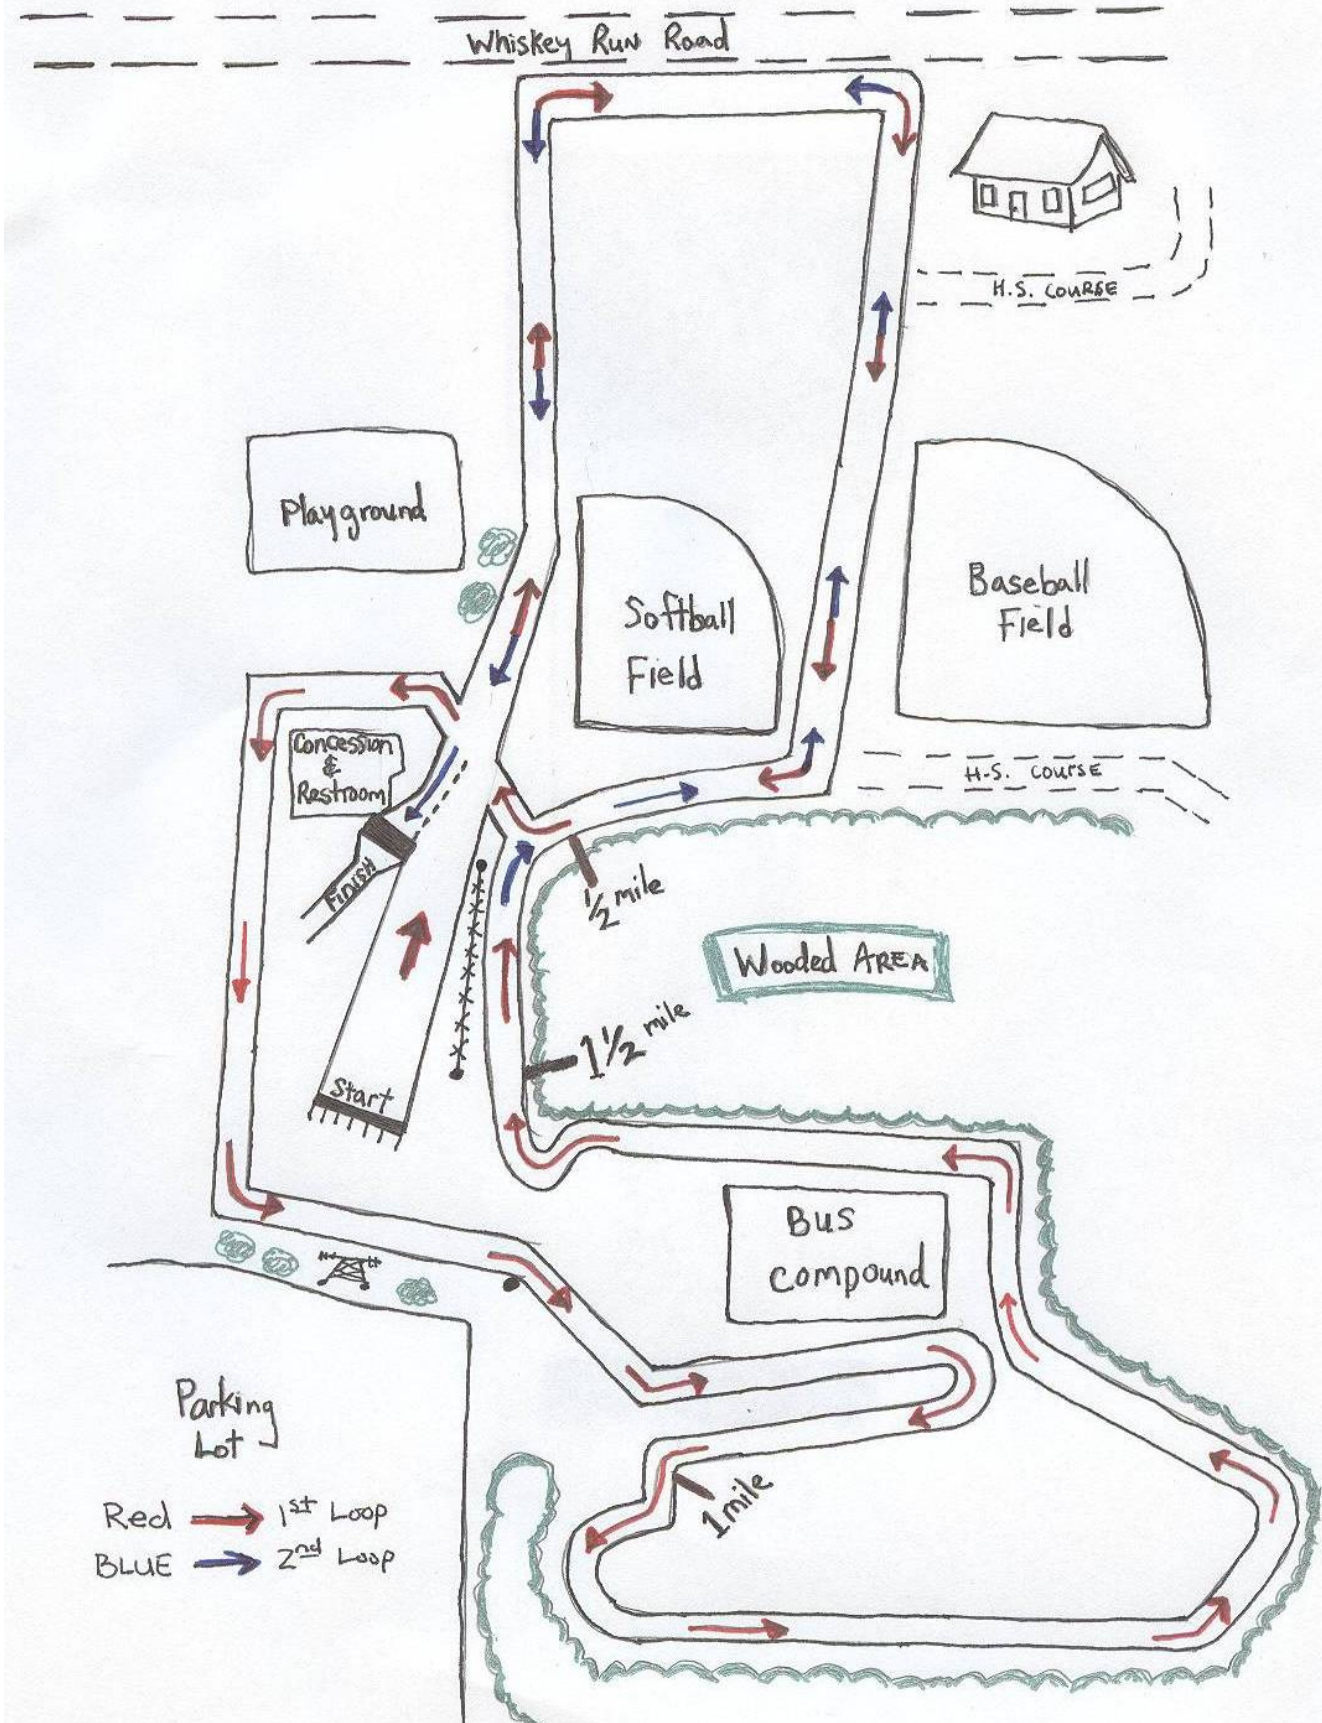 Whiskey Run Road
H.S. COURSE
Playground
Softball
Field
Baseball
Field
Concession
&
Restroom
H.S. Course
FINISH
1/2 mile
Wooded AREA
1 1/2 mile
Start
Bus
Compound
Parking
Lot
1 mile
Red → 1st Loop
BLUE → 2nd Loop